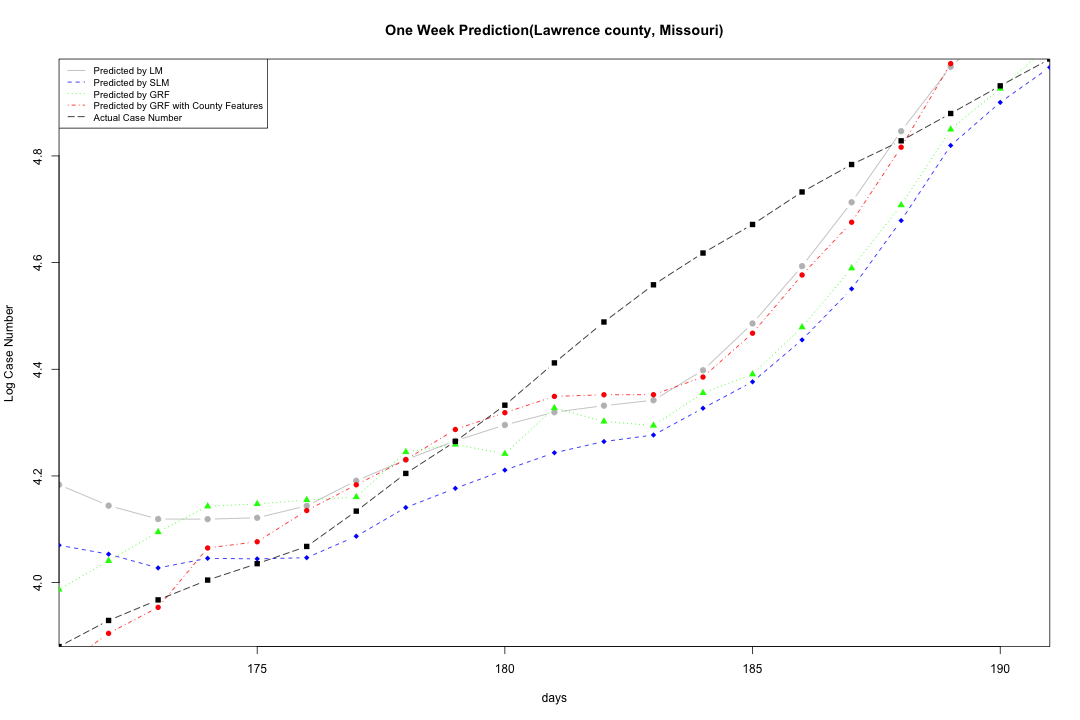 One Week Prediction(Lawrence county, Missouri)
Predicted by LM
Predicted by SLM
Predicted by GRF
Predicted by GRF with County Features
Actual Case Number
Log Case Number
4.8
4.6
4.4
4.2
4.0
175 180 185 190
days